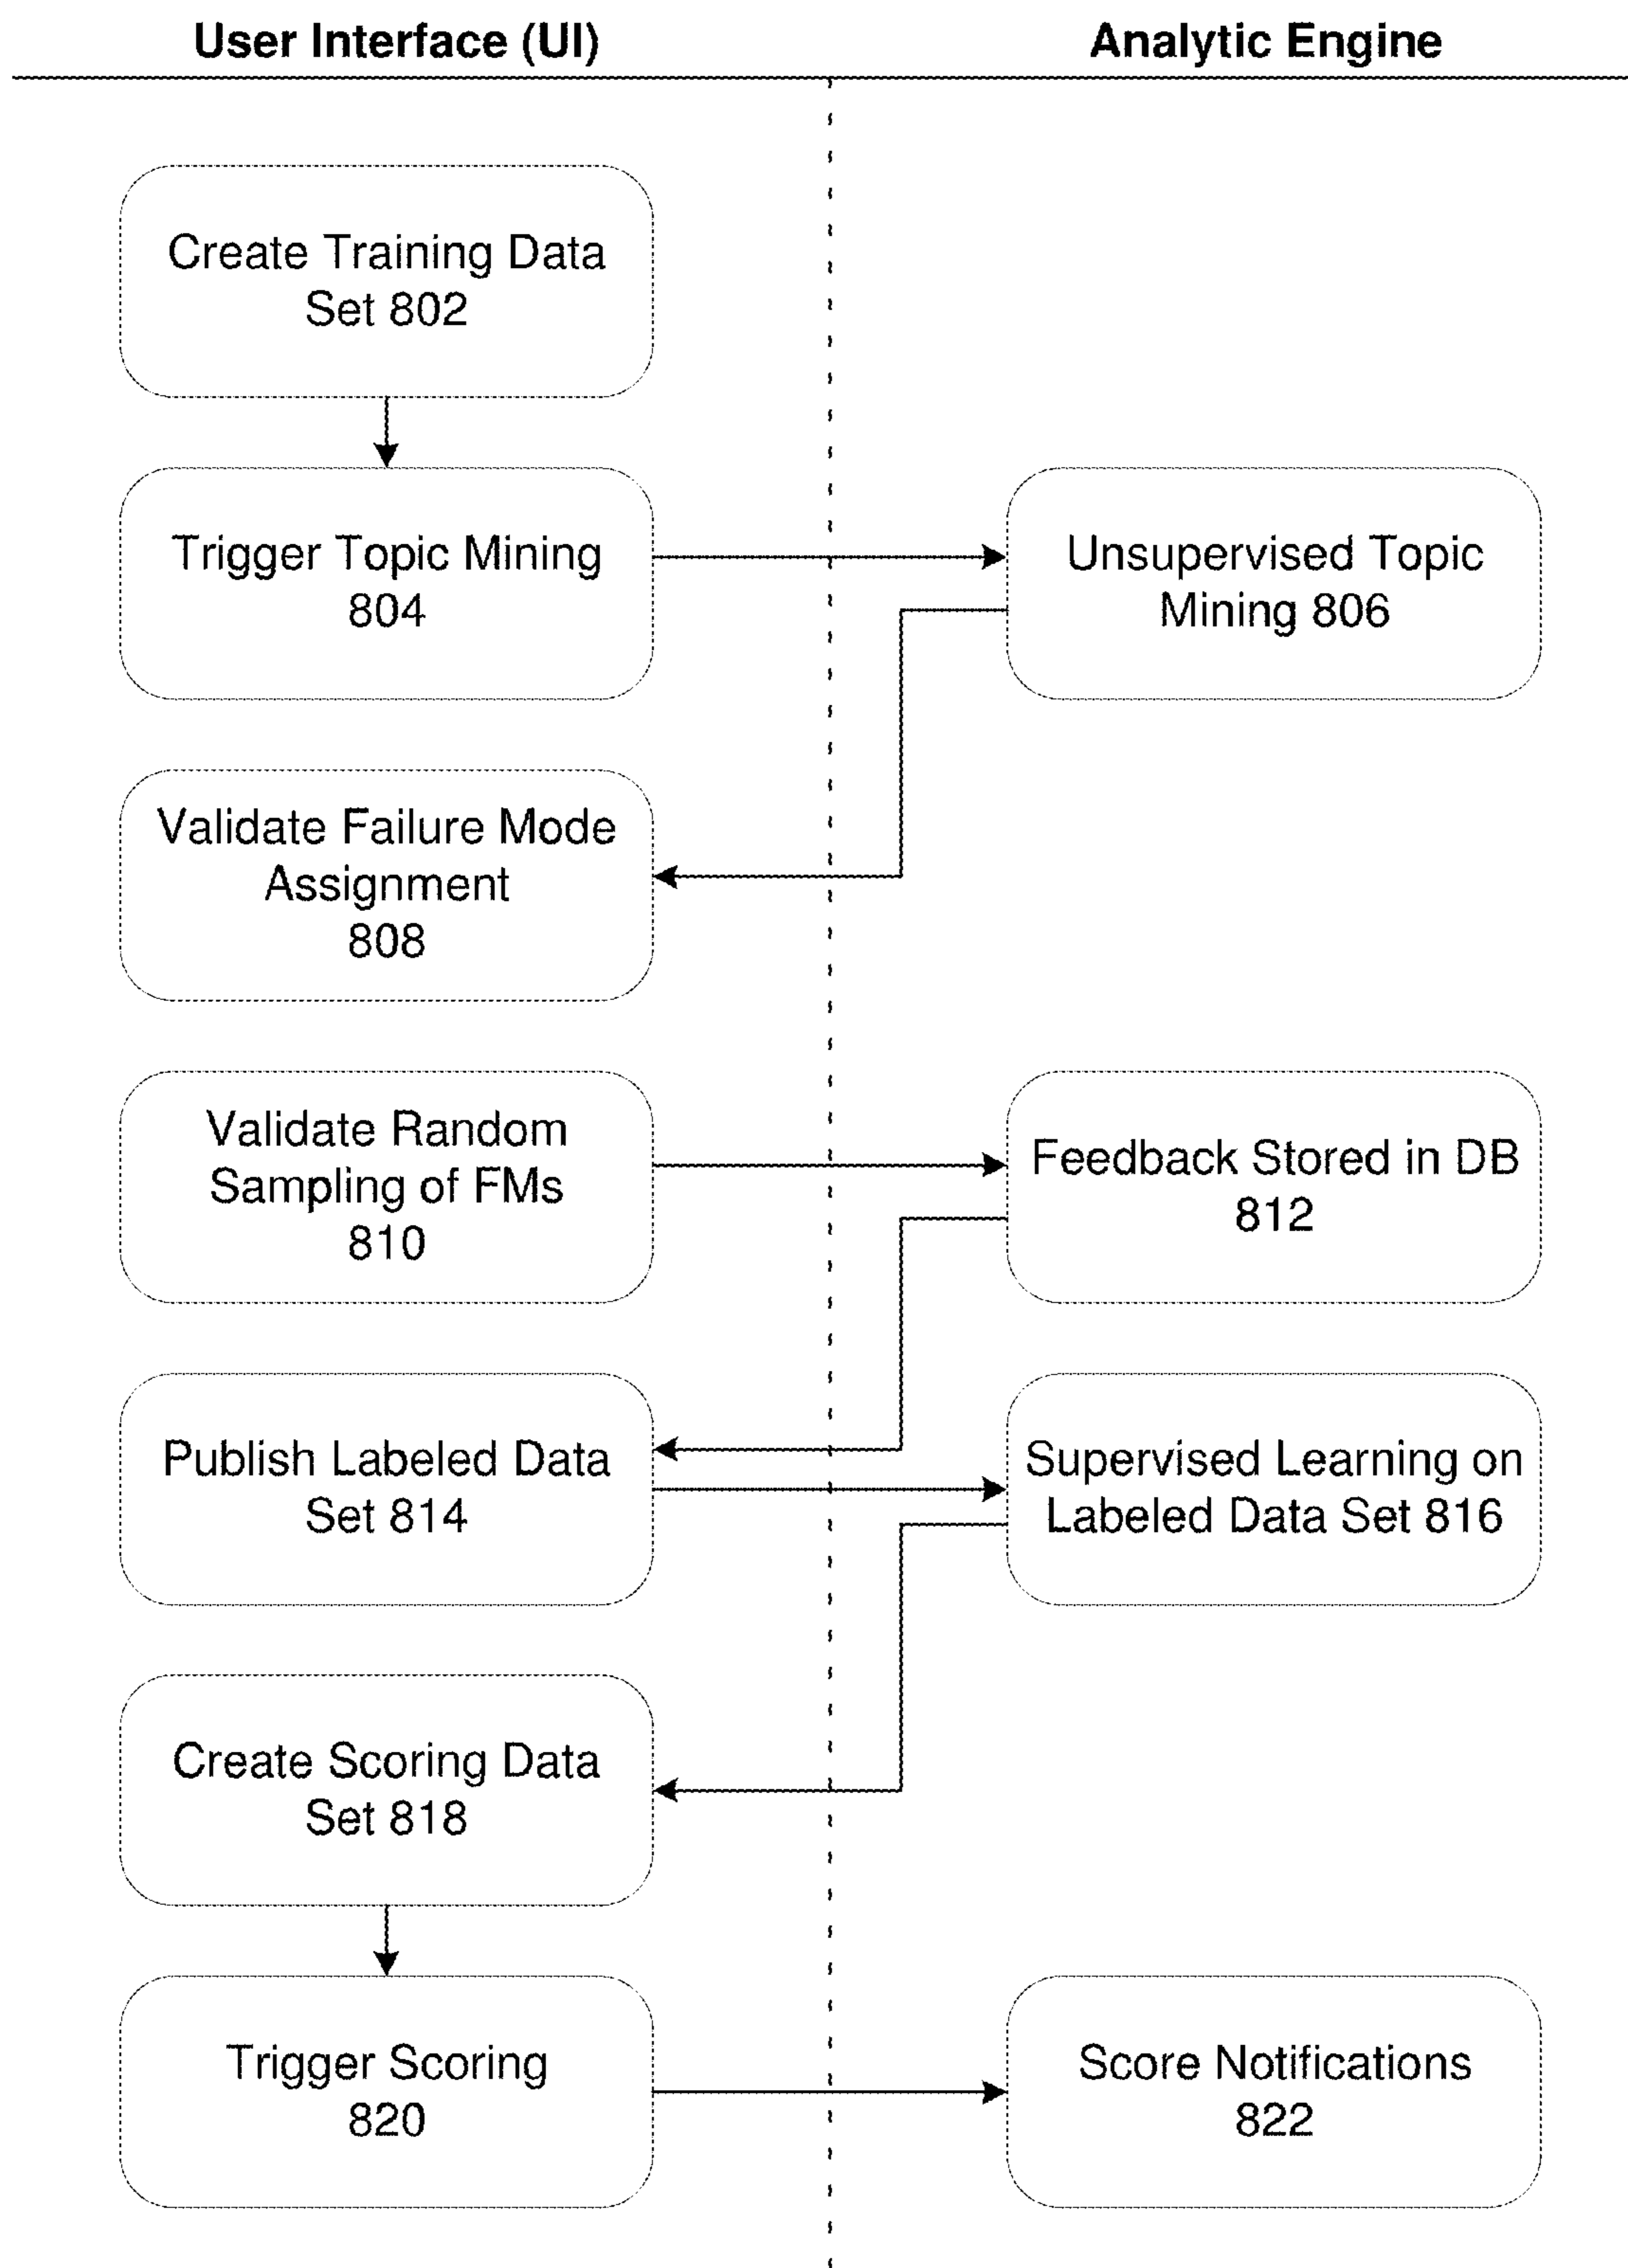 User Interface (UI)
Analytic Engine
Create Training Data
Set 802
Trigger Topic Mining
804
Unsupervised Topic
Mining 806
Validate Failure Mode
Assignment
808
Validate Random
Sampling of FMs
810
Feedback Stored in DB
812
Publish Labeled Data
Set 814
Supervised Learning on
Labeled Data Set 816
Create Scoring Data
Set 818
Trigger Scoring
820
Score Notifications
822